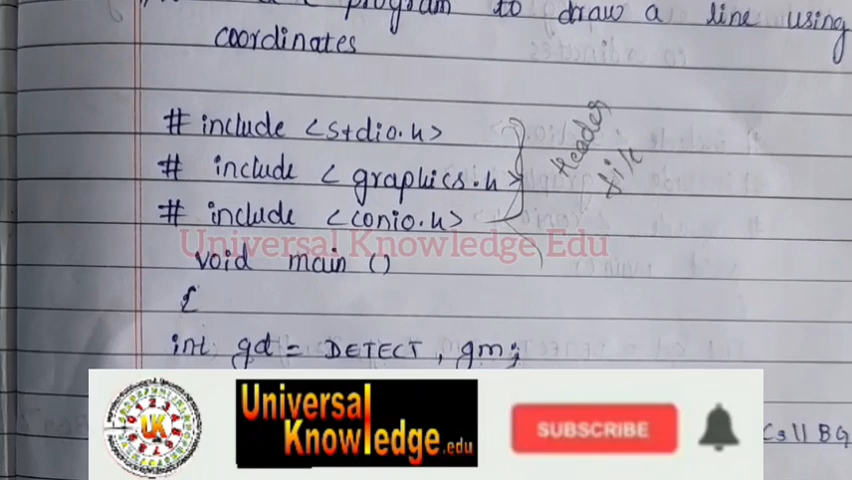 program to draw a line using
coordinates
# include <stdio.h>
# include <graphics.h>
# include <conio.h>
Header
file
Universal Knowledge Edu
void main ()
{
int gd = DETECT, gm;
UK
Universal
Knowledge.edu
SUBSCRIBE